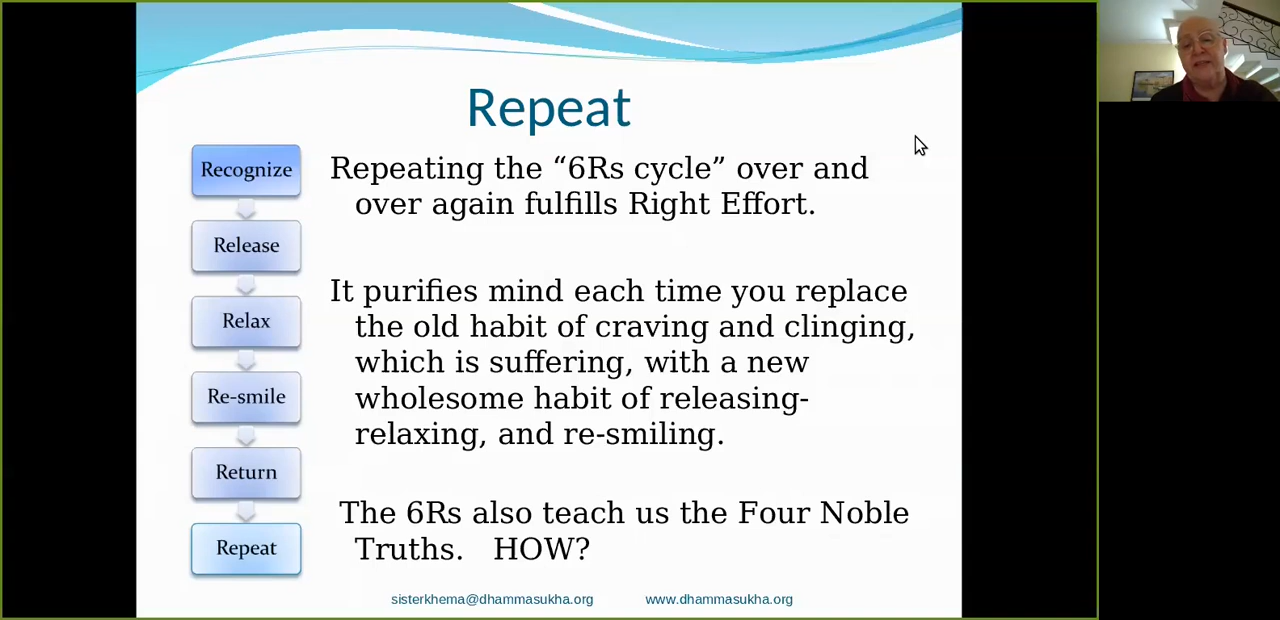 Repeat
Recognize
Release
Relax
Re-smile
Return
Repeat
Repeating the “6Rs cycle” over and
over again fulfills Right Effort.
It purifies mind each time you replace
the old habit of craving and clinging,
which is suffering, with a new
wholesome habit of releasing-
relaxing, and re-smiling.
The 6Rs also teach us the Four Noble
Truths. HOW?
sisterkhema@dhammasukha.org www.dhammasukha.org